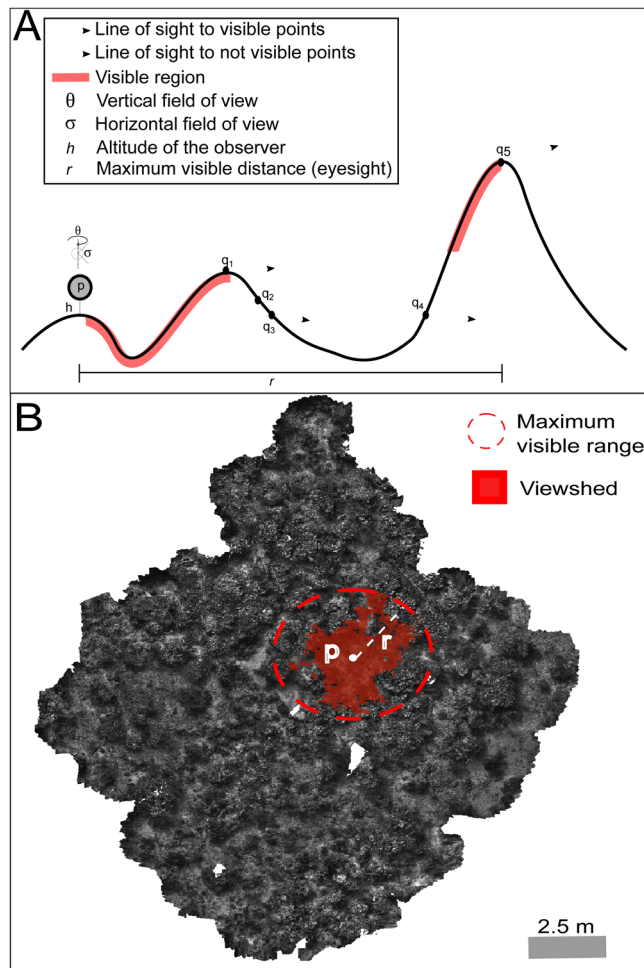 A
Line of sight to visible points
Line of sight to not visible points
Visible region
θ Vertical field of view
σ Horizontal field of view
h Altitude of the observer
r Maximum visible distance (eyesight)
q5
θ
σ
q1
p
q2
h
q3
q4
r
B
Maximum
visible range
Viewshed
p
r
2.5 m